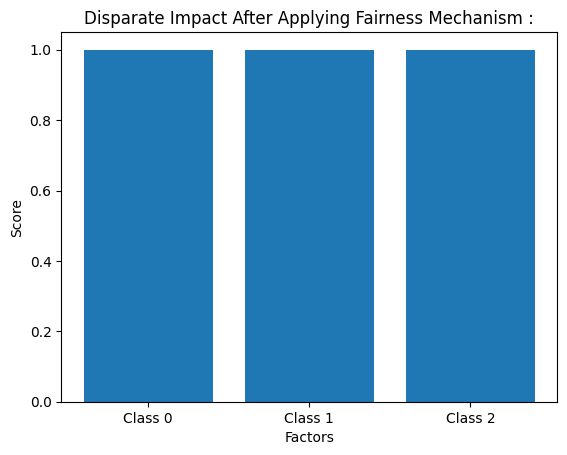 Disparate Impact After Applying Fairness Mechanism :
1.0
0.8
0.6
0.4
0.2
0.0
Score
Class 0 Class 1 Class 2
Factors